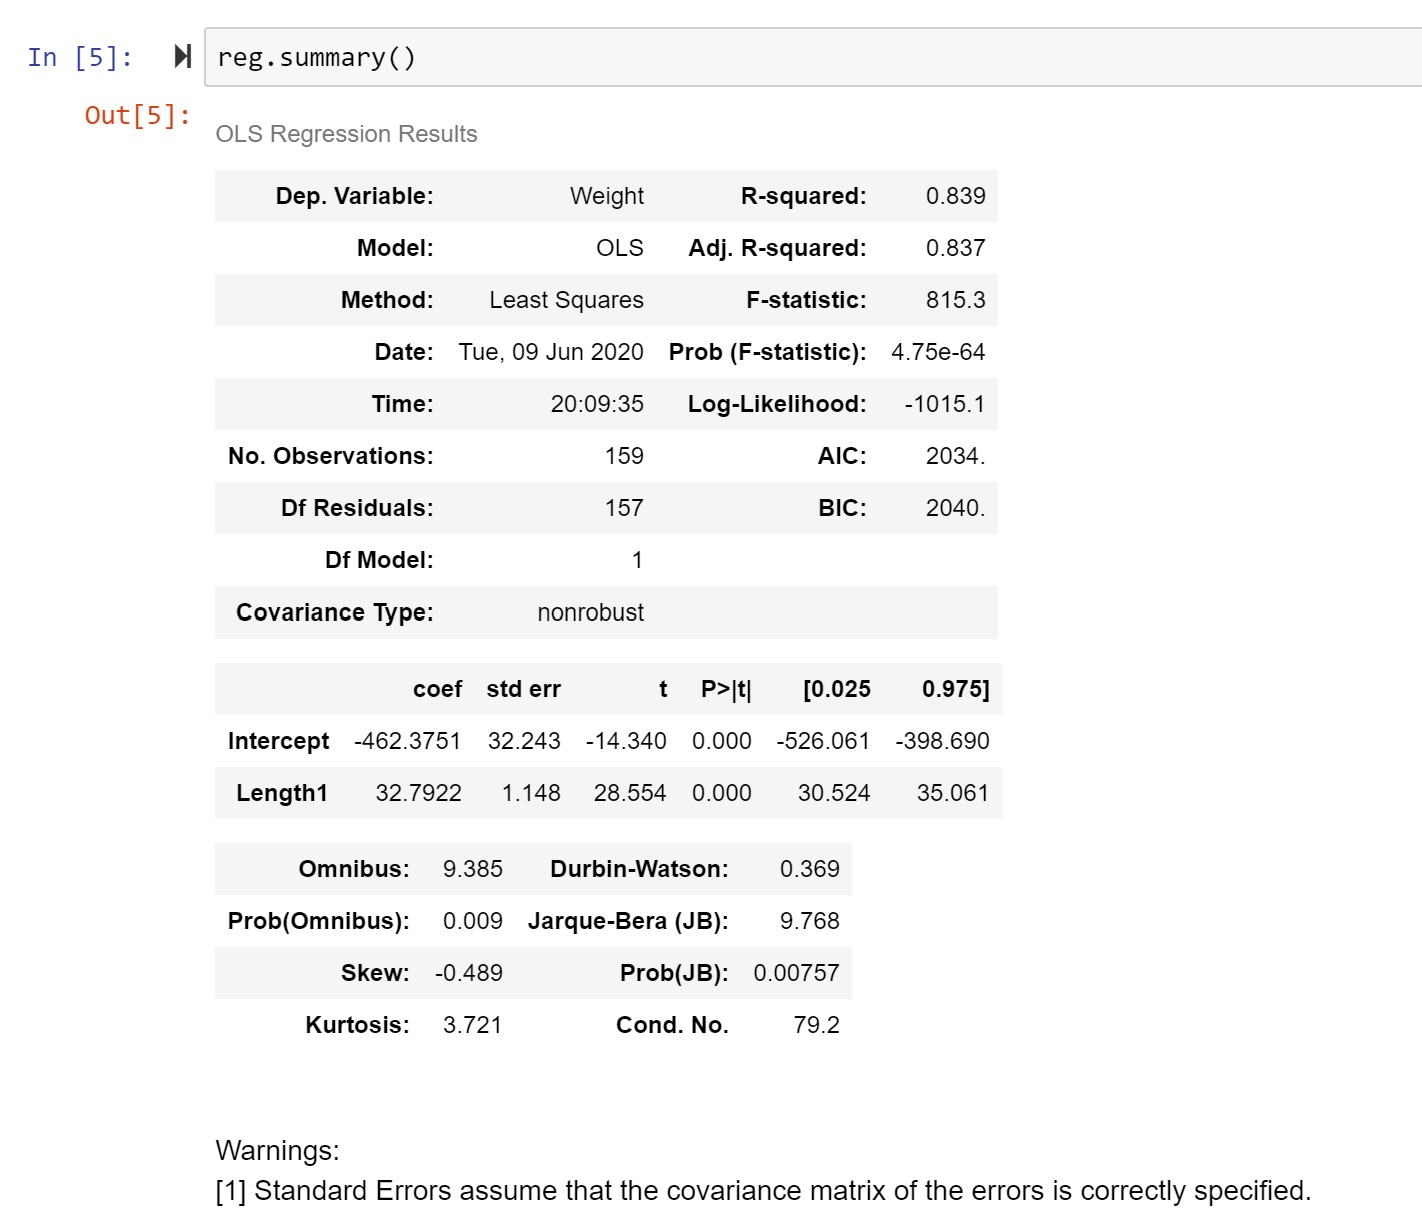 In [5]: reg.summary()
Out[5]:
OLS Regression Results
Dep. Variable: Weight R-squared: 0.839
Model: OLS Adj. R-squared: 0.837
Method: Least Squares F-statistic: 815.3
Date: Tue, 09 Jun 2020 Prob (F-statistic): 4.75e-64
Time: 20:09:35 Log-Likelihood: -1015.1
No. Observations: 159 AIC: 2034.
Df Residuals: 157 BIC: 2040.
Df Model: 1
Covariance Type: nonrobust
coef std err t P>|t| [0.025 0.975]
Intercept -462.3751 32.243 -14.340 0.000 -526.061 -398.690
Length1 32.7922 1.148 28.554 0.000 30.524 35.061
Omnibus: 9.385 Durbin-Watson: 0.369
Prob(Omnibus): 0.009 Jarque-Bera (JB): 9.768
Skew: -0.489 Prob(JB): 0.00757
Kurtosis: 3.721 Cond. No. 79.2
Warnings:
[1] Standard Errors assume that the covariance matrix of the errors is correctly specified.